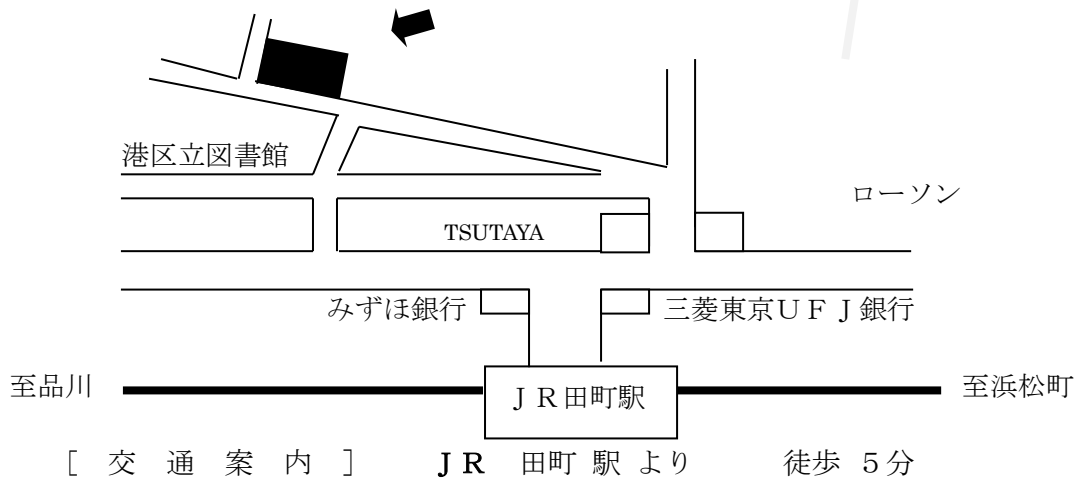 港区立図書館
ローソン
TSUTAYA
みずほ銀行
三菱東京ＵＦＪ銀行
至品川
ＪＲ田町駅
至浜松町
［ 交 通 案 内 ］ ＪＲ 田町 駅 より 徒歩 5分